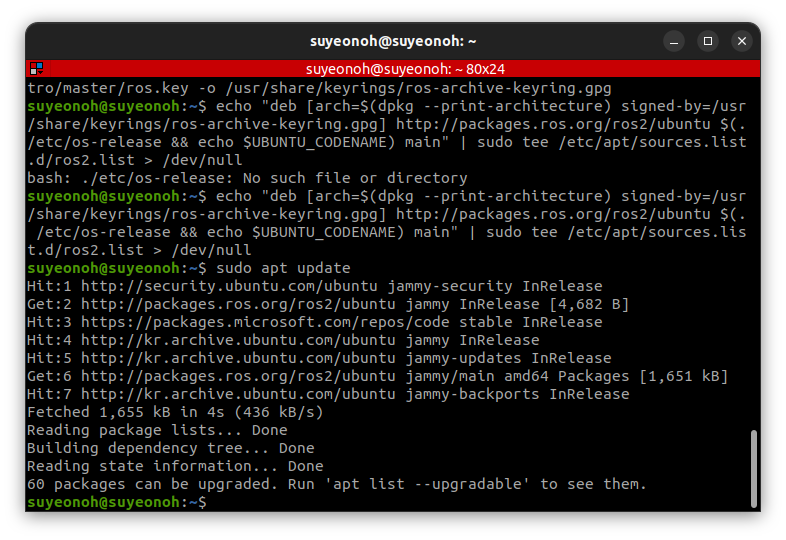 suyeonoh@suyeonoh: ~
suyeonoh@suyeonoh: ~ 80x24
tro/master/ros.key -o /usr/share/keyrings/ros-archive-keyring.gpg
suyeonoh@suyeonoh:~$ echo "deb [arch=$(dpkg --print-architecture) signed-by=/usr
/share/keyrings/ros-archive-keyring.gpg] http://packages.ros.org/ros2/ubuntu $(.
/etc/os-release && echo $UBUNTU_CODENAME) main" | sudo tee /etc/apt/sources.list
.d/ros2.list > /dev/null
bash: ./etc/os-release: No such file or directory
suyeonoh@suyeonoh:~$ echo "deb [arch=$(dpkg --print-architecture) signed-by=/usr
/share/keyrings/ros-archive-keyring.gpg] http://packages.ros.org/ros2/ubuntu $(.
 /etc/os-release && echo $UBUNTU_CODENAME) main" | sudo tee /etc/apt/sources.lis
t.d/ros2.list > /dev/null
suyeonoh@suyeonoh:~$ sudo apt update
Hit:1 http://security.ubuntu.com/ubuntu jammy-security InRelease
Get:2 http://packages.ros.org/ros2/ubuntu jammy InRelease [4,682 B]
Hit:3 https://packages.microsoft.com/repos/code stable InRelease
Hit:4 http://kr.archive.ubuntu.com/ubuntu jammy InRelease
Hit:5 http://kr.archive.ubuntu.com/ubuntu jammy-updates InRelease
Get:6 http://packages.ros.org/ros2/ubuntu jammy/main amd64 Packages [1,651 kB]
Hit:7 http://kr.archive.ubuntu.com/ubuntu jammy-backports InRelease
Fetched 1,655 kB in 4s (436 kB/s)
Reading package lists... Done
Building dependency tree... Done
Reading state information... Done
60 packages can be upgraded. Run 'apt list --upgradable' to see them.
suyeonoh@suyeonoh:~$